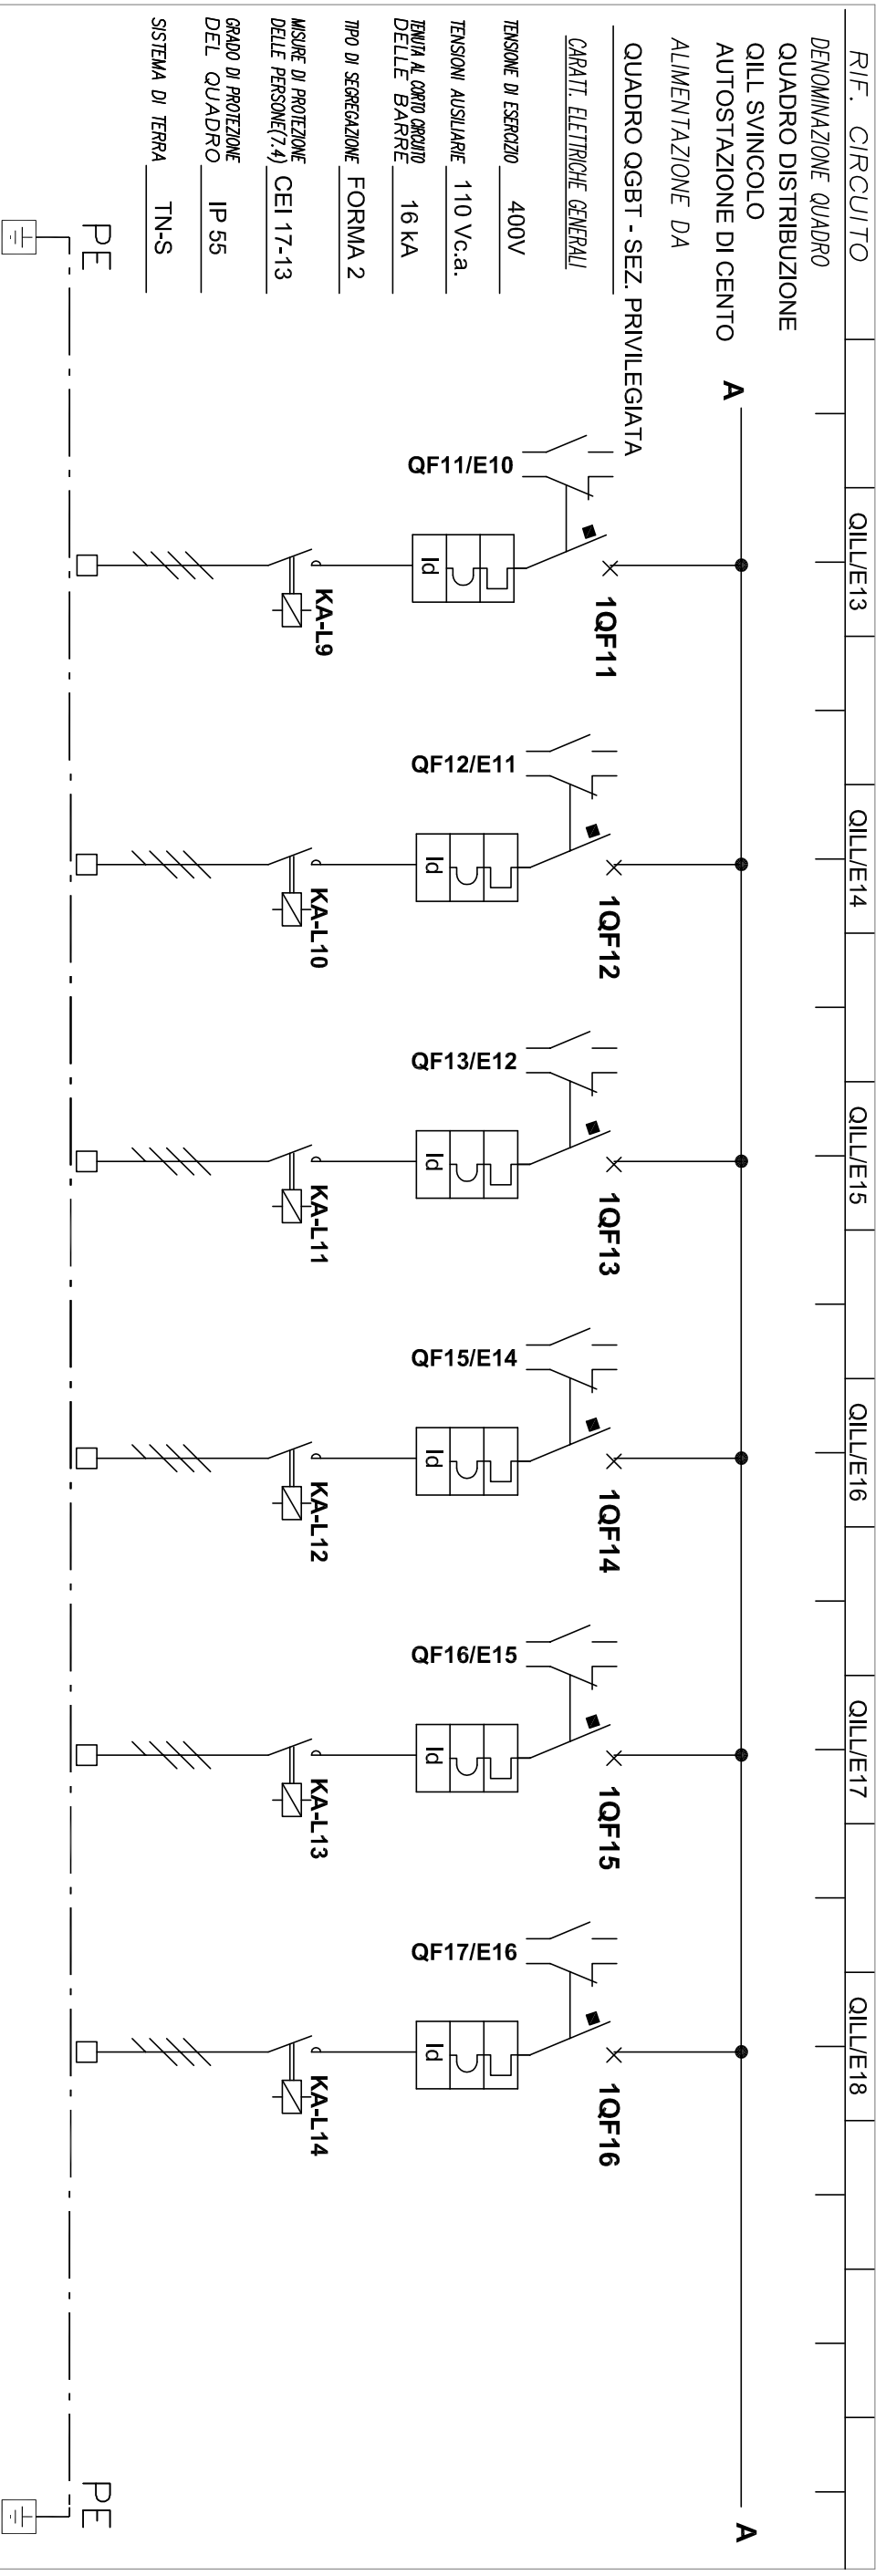 RIF. CIRCUITO
QILL/E13
QILL/E14
QILL/E15
QILL/E16
QILL/E17
QILL/E18
DENOMINAZIONE QUADRO
QUADRO DISTRIBUZIONE
QILL SVINCOLO
AUTOSTAZIONE DI CENTO
ALIMENTAZIONE DA
QUADRO QGBT - SEZ. PRIVILEGIATA
CARATT. ELETTRICHE GENERALI
TENSIONE DI ESERCIZIO
400V
TENSIONI AUSILIARIE
110 Vc.a.
TENUTA AL CORTO CIRCUITO
DELLE BARRE
16 kA
TIPO DI SEGREGAZIONE
FORMA 2
MISURE DI PROTEZIONE
DELLE PERSONE(7.4)
CEI 17-13
GRADO DI PROTEZIONE
DEL QUADRO
IP 55
SISTEMA DI TERRA
TN-S
A
A
1QF11
QF11/E10
Id
KA-L9
1QF12
QF12/E11
Id
KA-L10
1QF13
QF13/E12
Id
KA-L11
1QF14
QF15/E14
Id
KA-L12
1QF15
QF16/E15
Id
KA-L13
1QF16
QF17/E16
Id
KA-L14
PE
PE